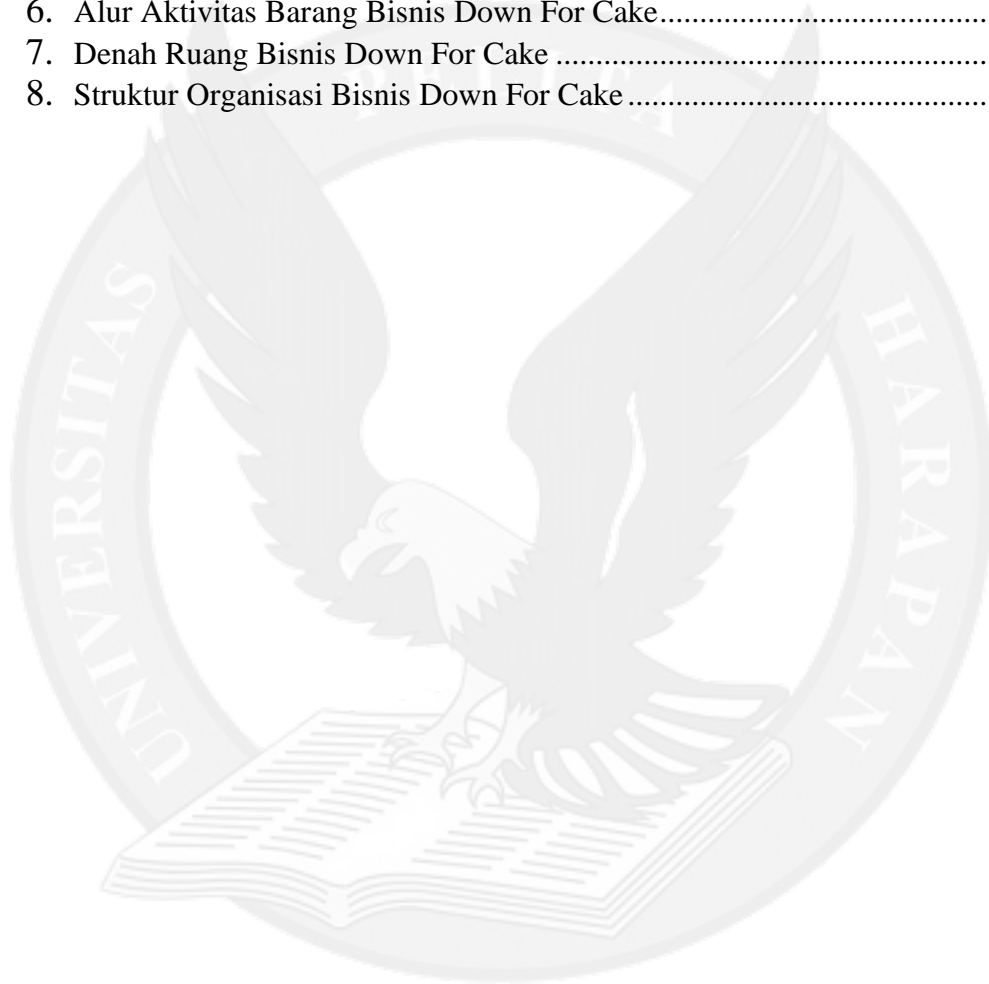 6. Alur Aktivitas Barang Bisnis Down For Cake...................................
7. Denah Ruang Bisnis Down For Cake..............................................
8. Struktur Organisasi Bisnis Down For Cake......................................
UNIVERSITAS PELITA HARAPAN